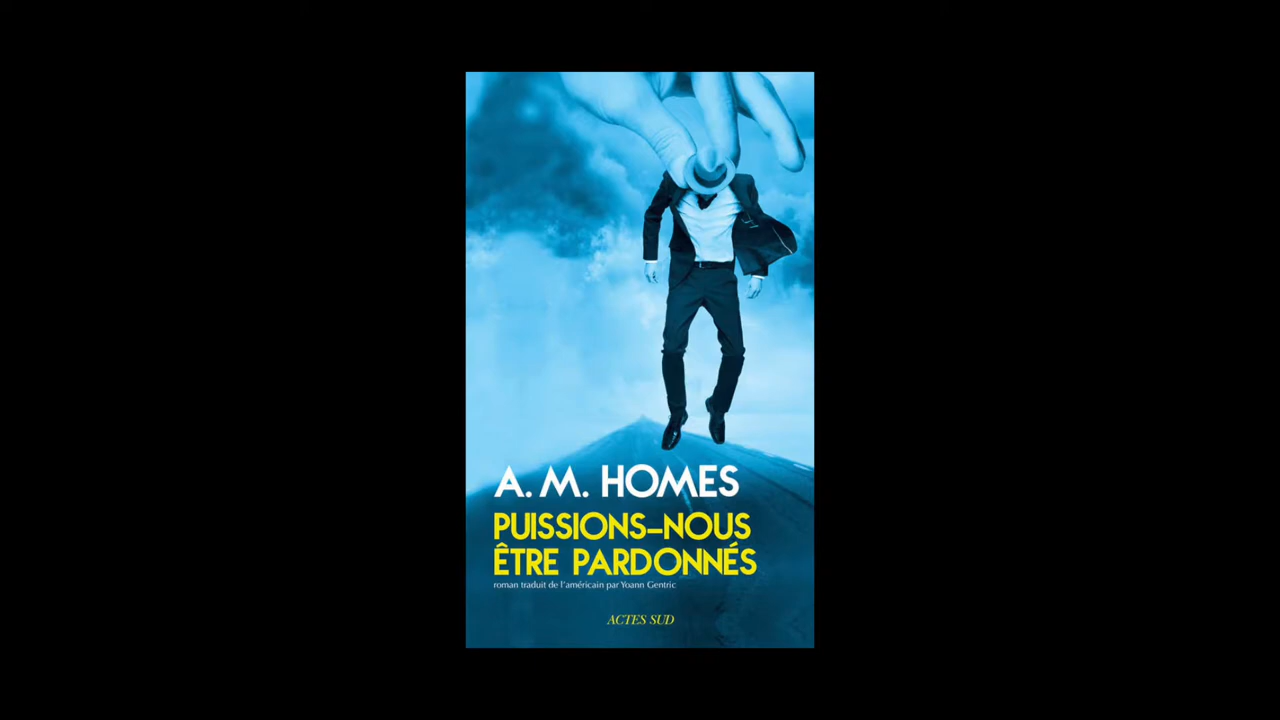 A. M. HOMES
PUISSIONS-NOUS
ÊTRE PARDONNÉS
roman traduit de l'américain par Yoann Gentric
ACTES SUD